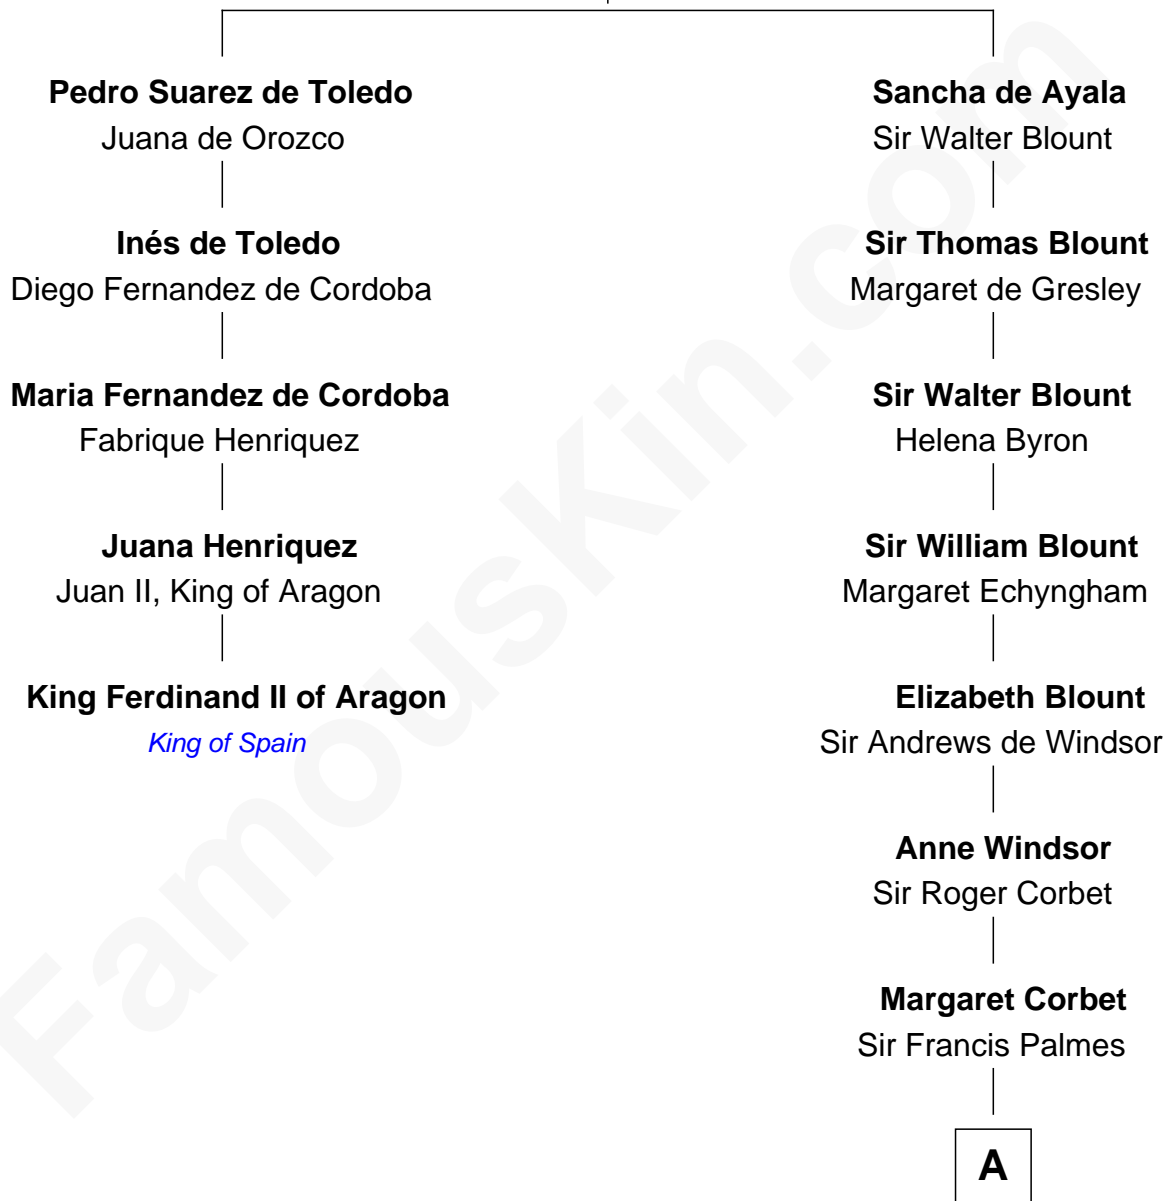 Pedro Suarez de Toledo
Juana de Orozco
Inés de Toledo
Diego Fernandez de Cordoba
Maria Fernandez de Cordoba
Fabrique Henriquez
Juana Henriquez
Juan II, King of Aragon
King Ferdinand II of Aragon
King of Spain
Sancha de Ayala
Sir Walter Blount
Sir Thomas Blount
Margaret de Gresley
Sir Walter Blount
Helena Byron
Sir William Blount
Margaret Echyngham
Elizabeth Blount
Sir Andrews de Windsor
Anne Windsor
Sir Roger Corbet
Margaret Corbet
Sir Francis Palmes
A
FamousKin.com